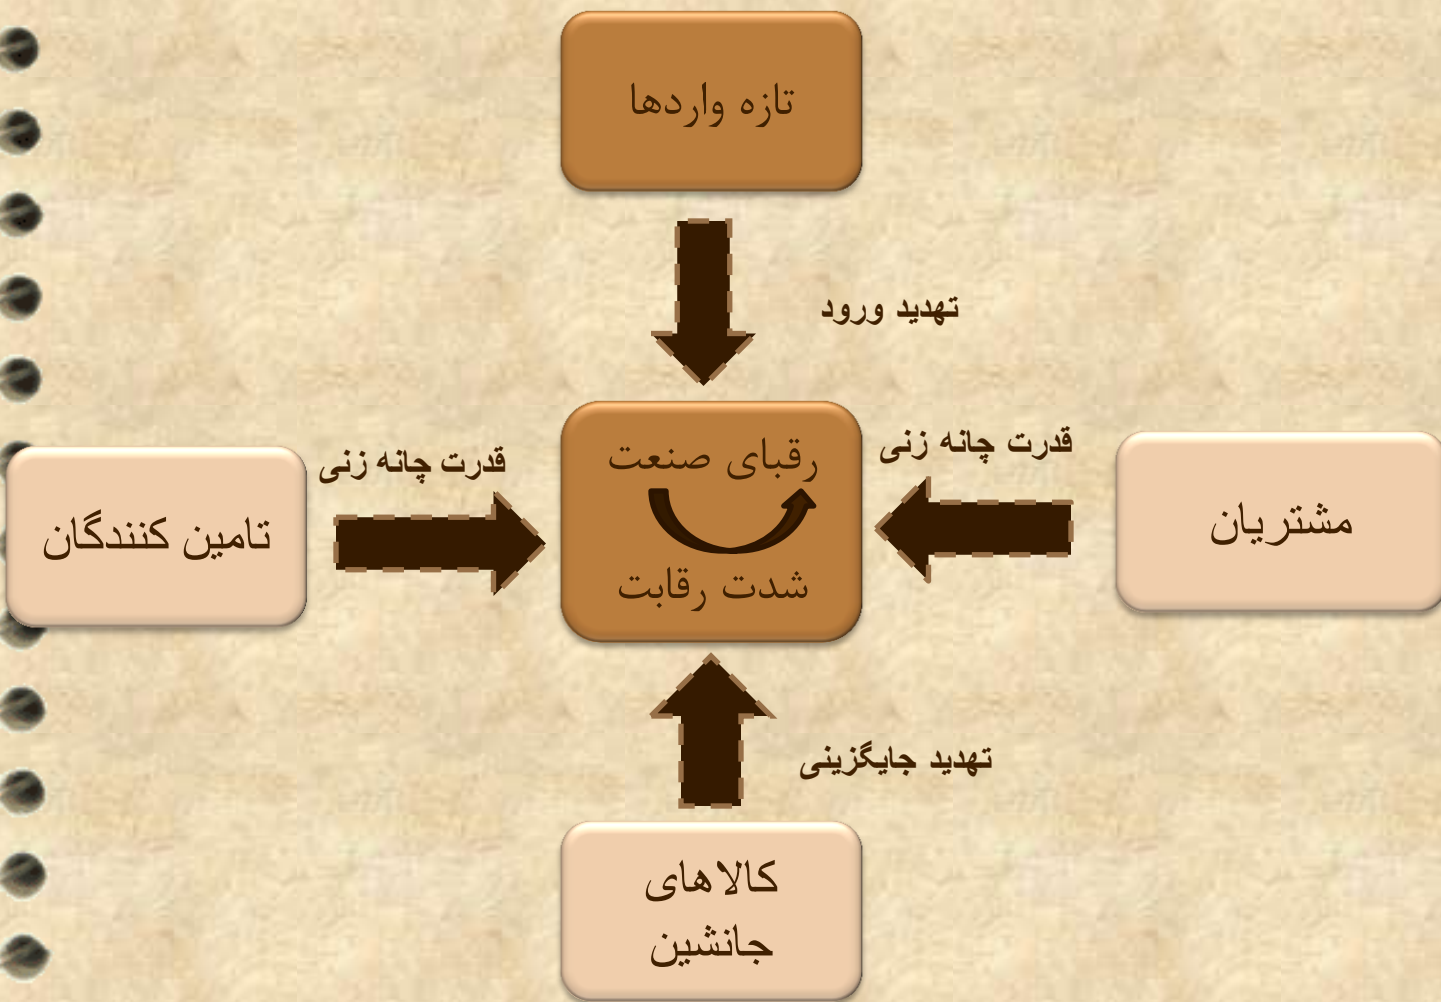 تازه واردها
تهدید ورود
قدرت چانه زنی
رقبای صنعت
قدرت چانه زنی
مشتریان
تامین کنندگان
شدت رقابت
تهدید جایگزینی
کالاهای
جانشین